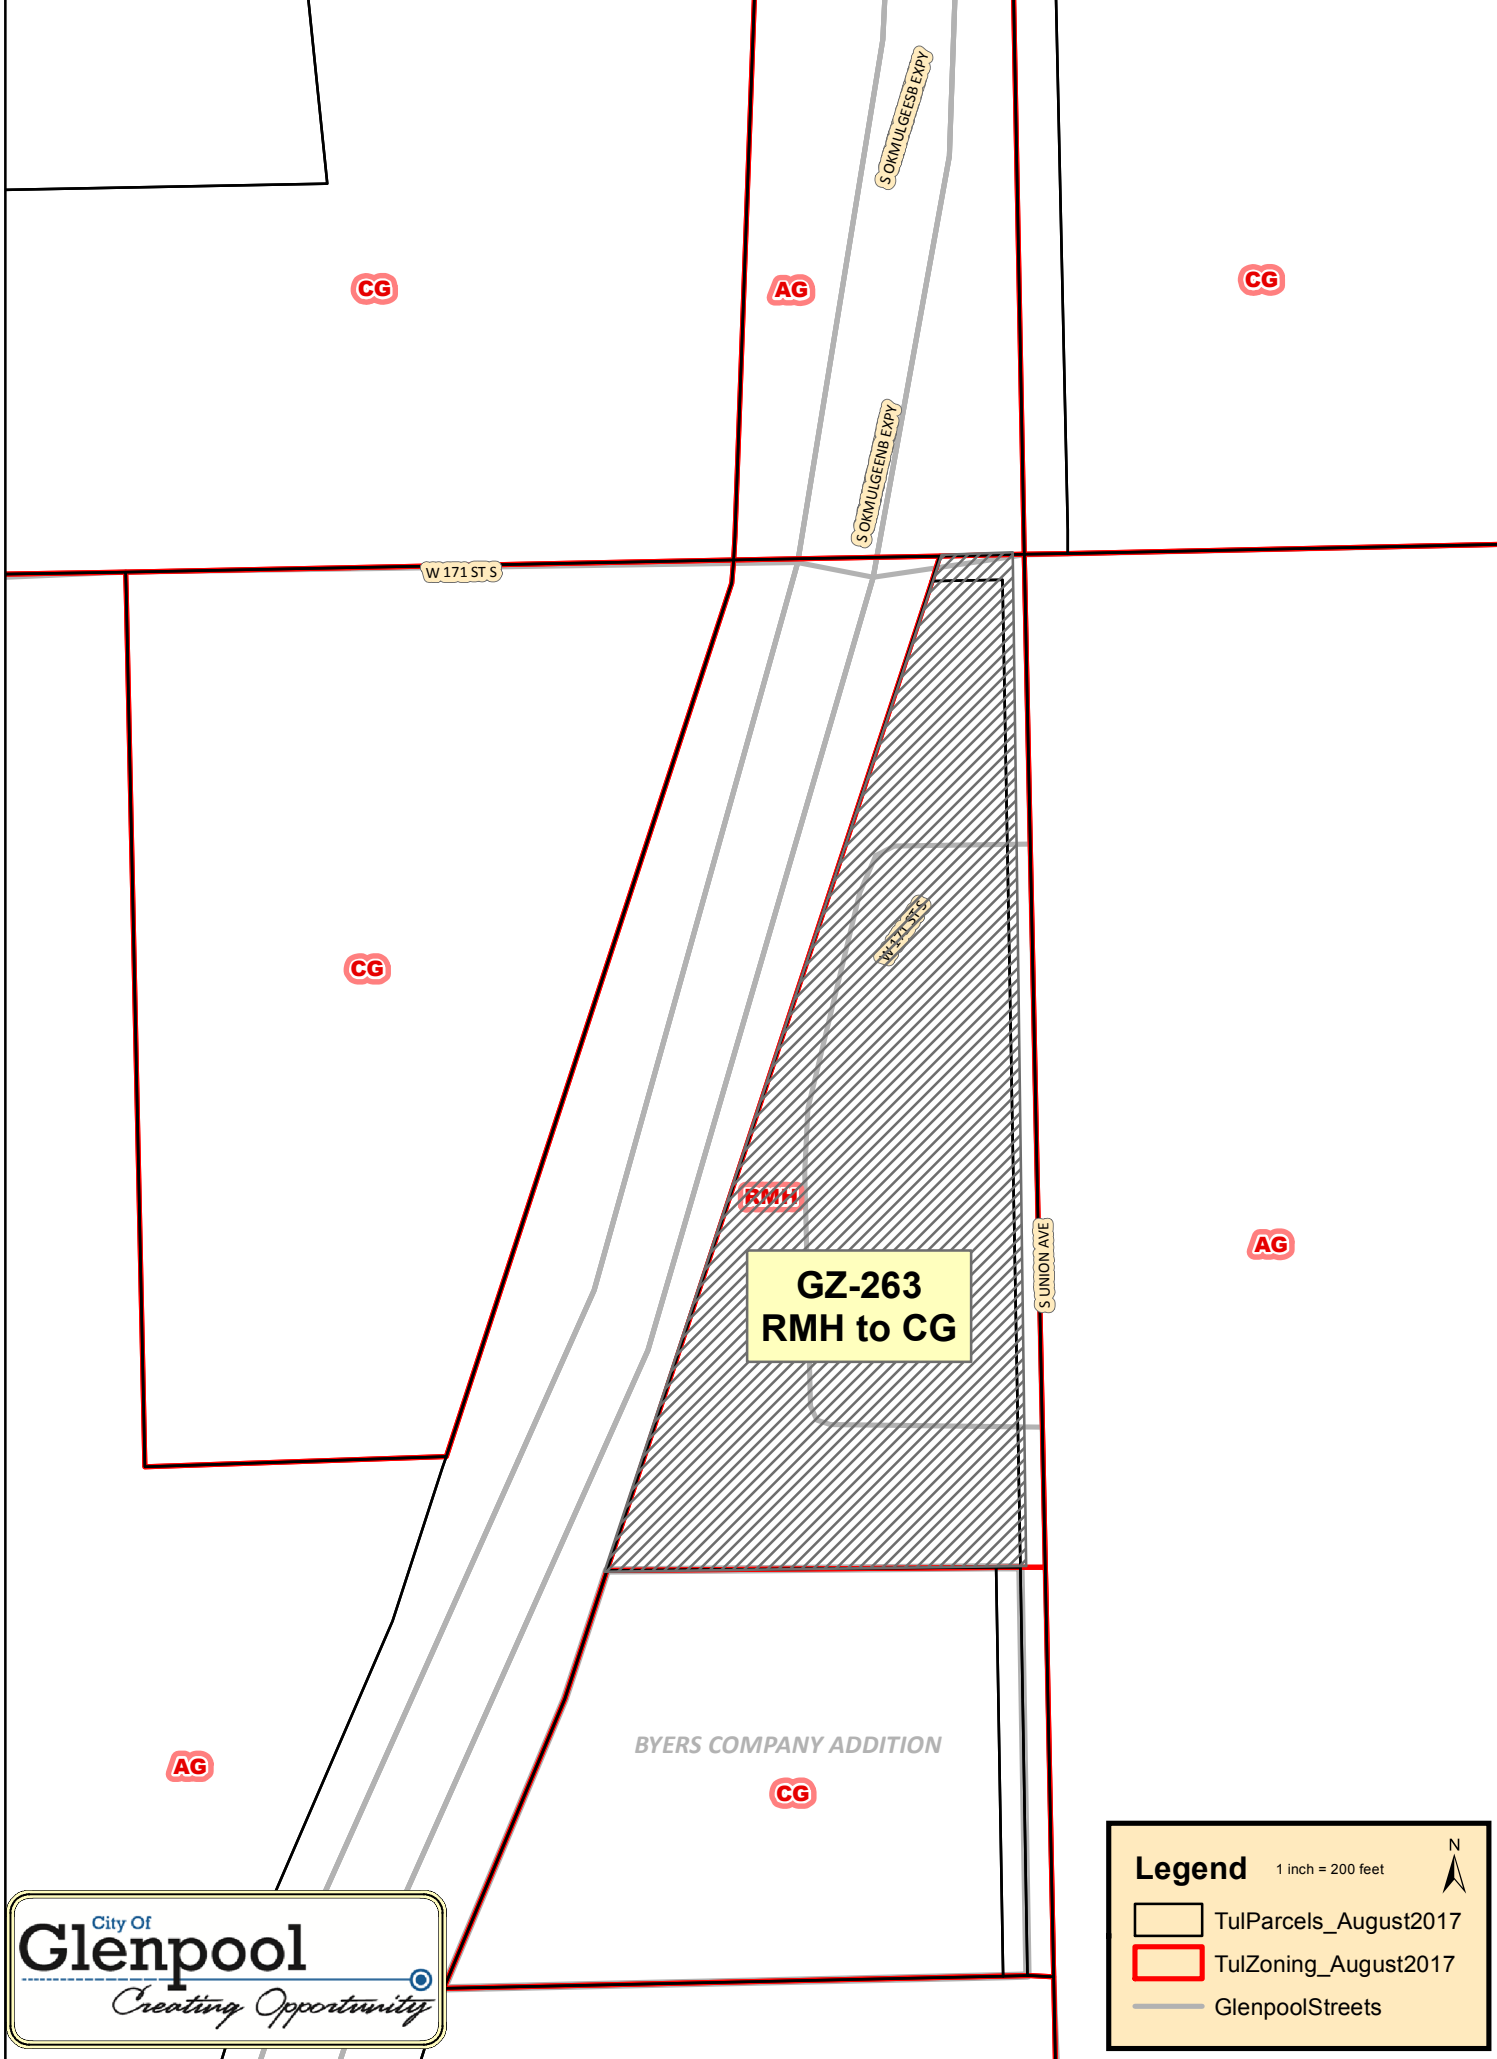 S OKMULGEESB EXPY
CG
AG
CG
S OKMULGEENB EXPY
W 171 ST S
W 171 ST S
CG
RMH
S UNION AVE
AG
GZ-263
RMH to CG
BYERS COMPANY ADDITION
AG
CG
Legend
1 inch = 200 feet
N
TulParcels_August2017
TulZoning_August2017
GlenpoolStreets
City Of
Glenpool
Creating Opportunity